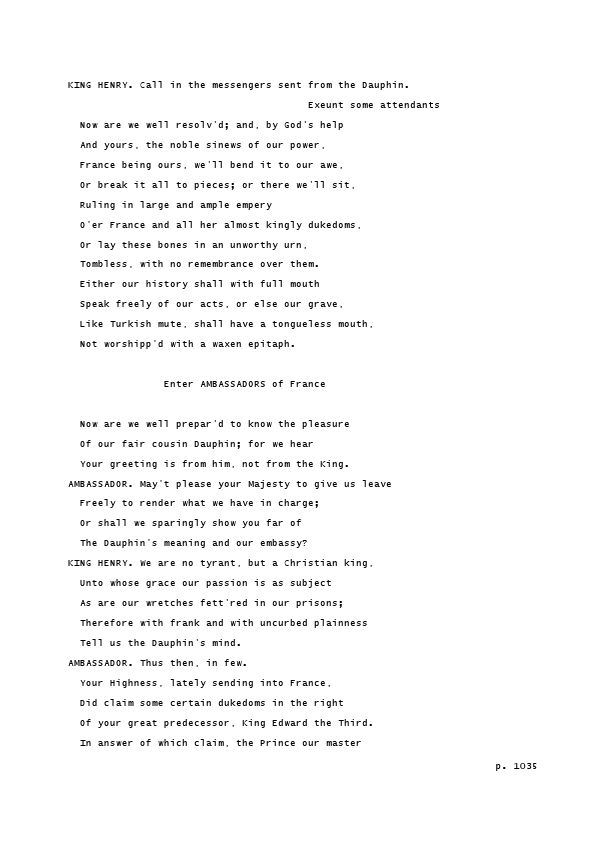 KING HENRY. Call in the messengers sent from the Dauphin.
Exeunt some attendants
Now are we well resolv'd; and, by God's help
And yours, the noble sinews of our power,
France being ours, we'll bend it to our awe,
Or break it all to pieces; or there we'll sit,
Ruling in large and ample empery
O'er France and all her almost kingly dukedoms,
Or lay these bones in an unworthy urn,
Tombless, with no remembrance over them.
Either our history shall with full mouth
Speak freely of our acts, or else our grave,
Like Turkish mute, shall have a tongueless mouth,
Not worshipp'd with a waxen epitaph.
Enter AMBASSADORS of France
Now are we well prepar'd to know the pleasure
Of our fair cousin Dauphin; for we hear
Your greeting is from him, not from the King.
AMBASSADOR. May't please your Majesty to give us leave
Freely to render what we have in charge;
Or shall we sparingly show you far of
The Dauphin's meaning and our embassy?
KING HENRY. We are no tyrant, but a Christian king,
Unto whose grace our passion is as subject
As are our wretches fett'red in our prisons;
Therefore with frank and with uncurbed plainness
Tell us the Dauphin's mind.
AMBASSADOR. Thus then, in few.
Your Highness, lately sending into France,
Did claim some certain dukedoms in the right
Of your great predecessor, King Edward the Third.
In answer of which claim, the Prince our master
p. 1035